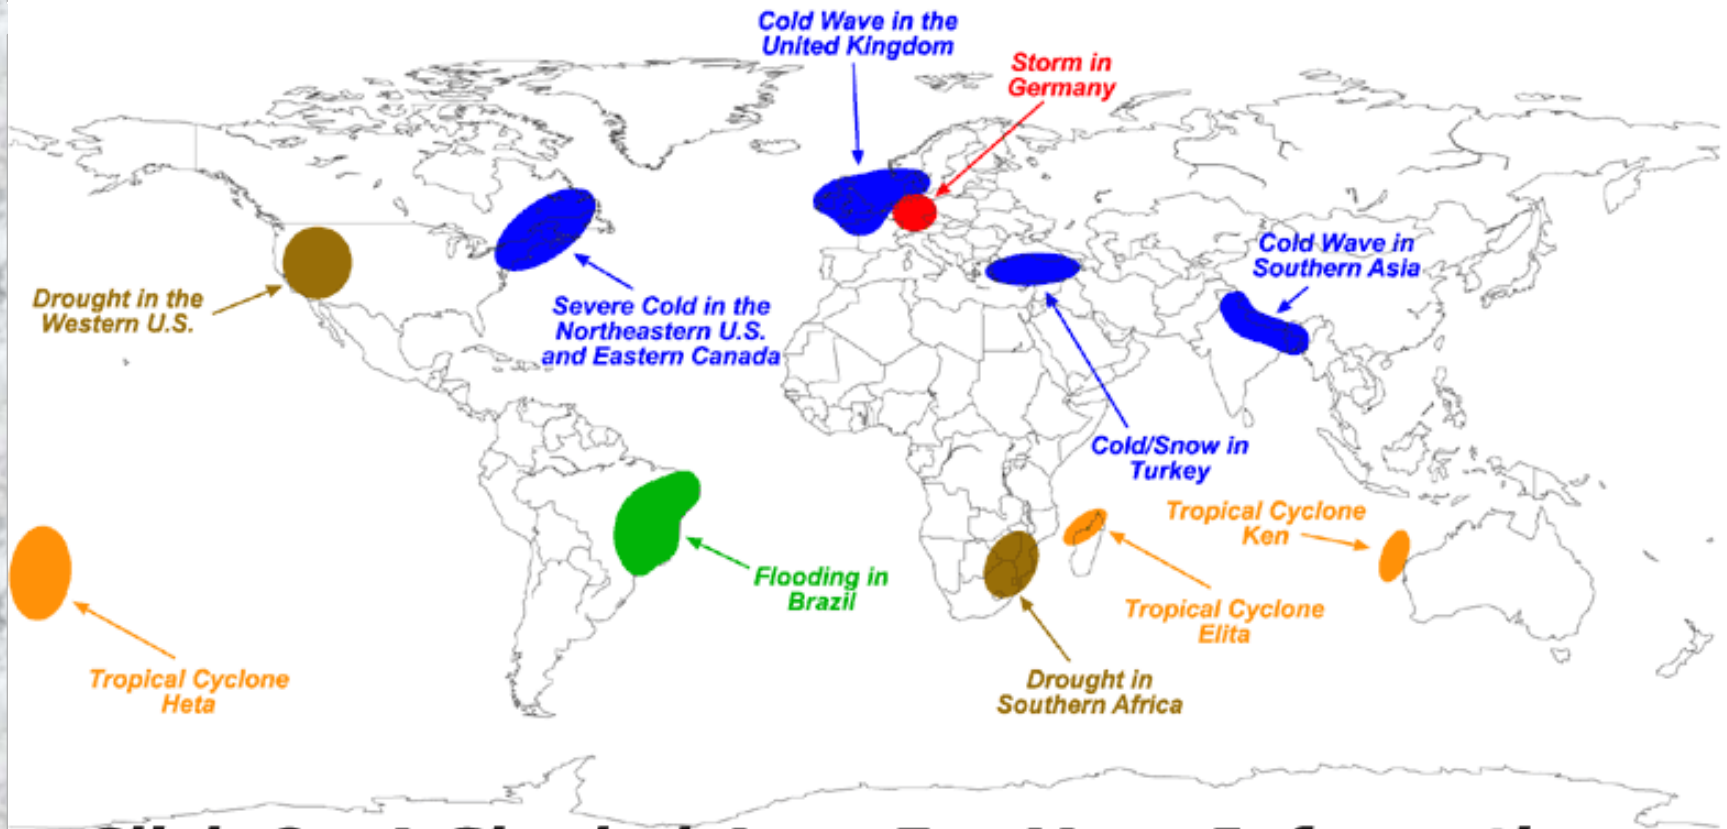 Cold Wave in the
United Kingdom
Storm in
Germany
Cold Wave in
Southern Asia
Drought in the
Western U.S.
Severe Cold in the
Northeastern U.S.
and Eastern Canada
Cold/Snow in
Turkey
Tropical Cyclone
Ken
Flooding in
Brazil
Tropical Cyclone
Elita
Tropical Cyclone
Heta
Drought in
Southern Africa